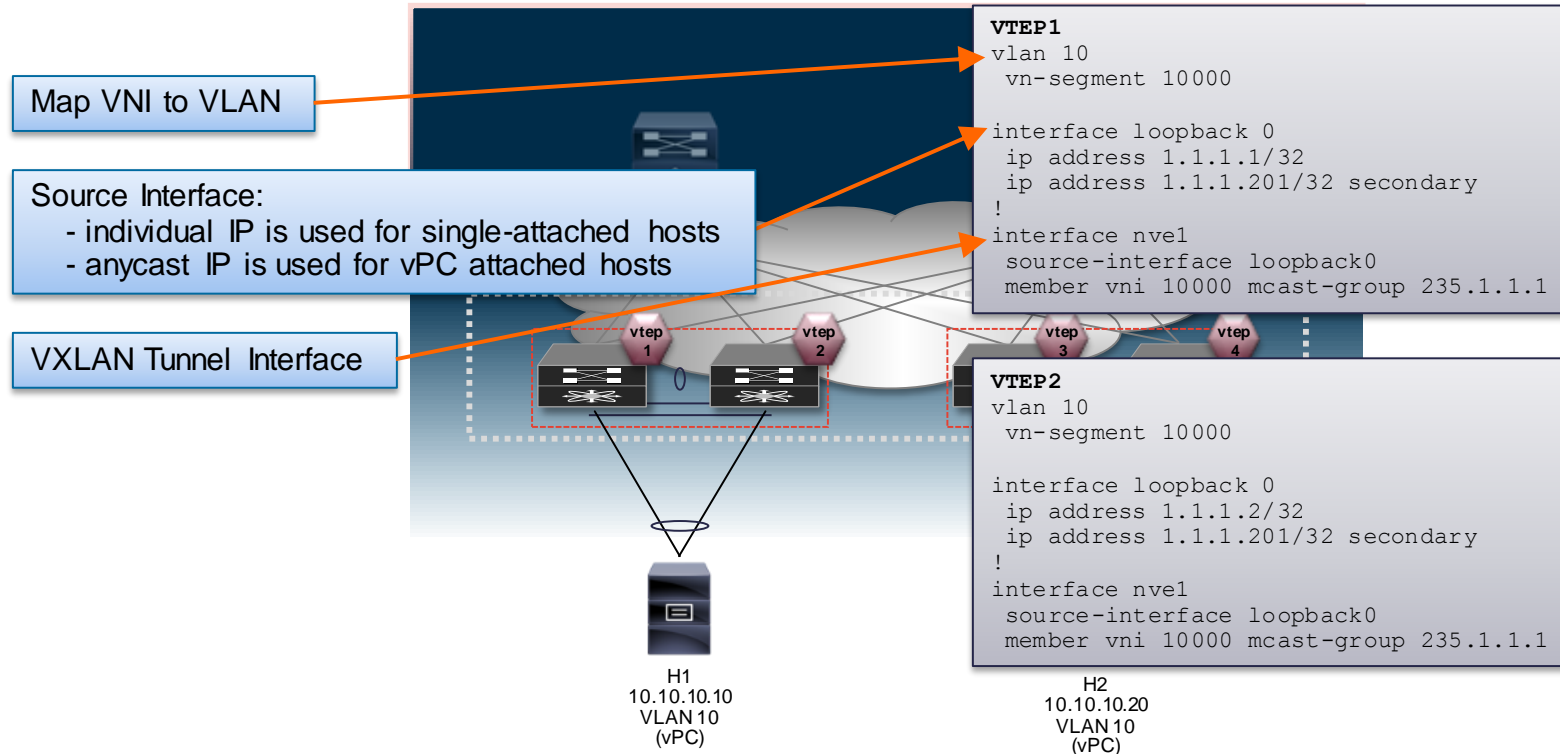 Map VNI to VLAN
Source Interface:
- individual IP is used for single-attached hosts
- anycast IP is used for vPC attached hosts
VXLAN Tunnel Interface
VTEP1
vlan 10
vn-segment 10000
interface loopback 0
ip address 1.1.1.1/32
ip address 1.1.1.201/32 secondary
!
interface nve1
source-interface loopback0
member vni 10000 mcast-group 235.1.1.1
vtep
1
vtep
2
vtep
3
vtep
4
VTEP2
vlan 10
vn-segment 10000
interface loopback 0
ip address 1.1.1.2/32
ip address 1.1.1.201/32 secondary
!
interface nve1
source-interface loopback0
member vni 10000 mcast-group 235.1.1.1
H1
10.10.10.10
VLAN 10
(vPC)
H2
10.10.10.20
VLAN 10
(vPC)